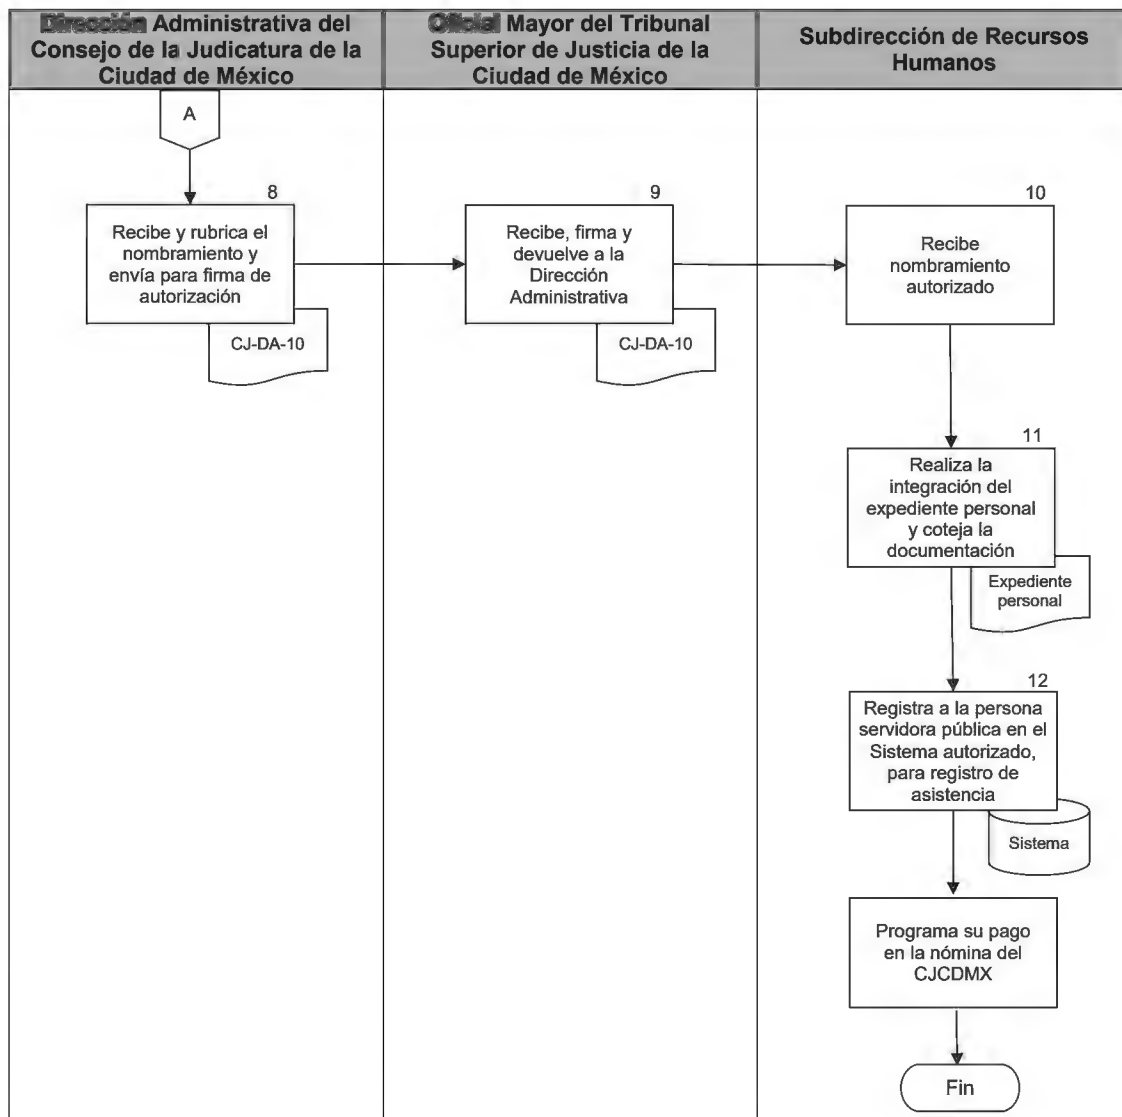 Dirección Administrativa del
Consejo de la Judicatura de la
Ciudad de México
Oficial Mayor del Tribunal
Superior de Justicia de la
Ciudad de México
Subdirección de Recursos
Humanos
A
8
Recibe y rubrica el
nombramiento y
envía para firma de
autorización
CJ-DA-10
9
Recibe, firma y
devuelve a la
Dirección
Administrativa
CJ-DA-10
10
Recibe
nombramiento
autorizado
11
Realiza la
integración del
expediente personal
y coteja la
documentación
Expediente
personal
12
Registra a la persona
servidora pública en el
Sistema autorizado,
para registro de
asistencia
Sistema
Programa su pago
en la nómina del
CJCDMX
Fin